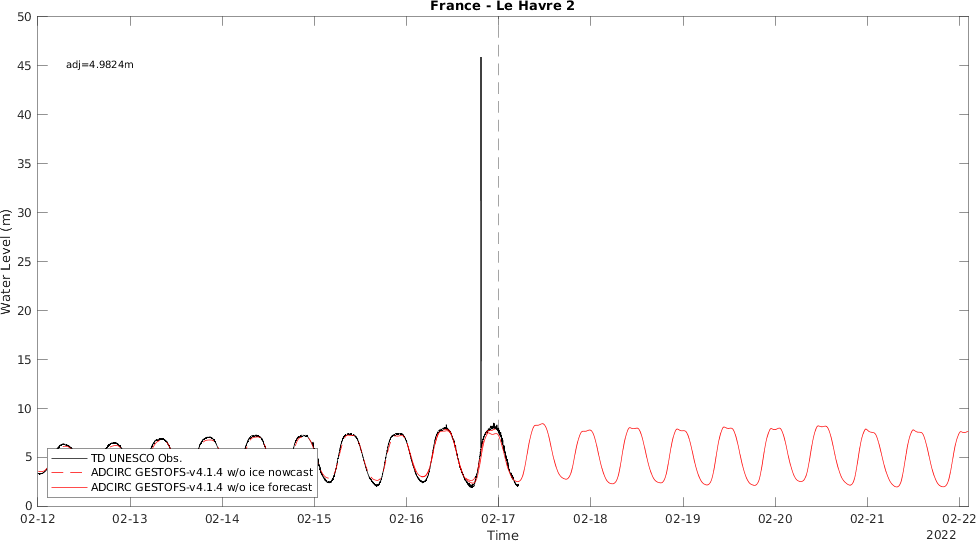 France - Le Havre 2
50
45
40
35
30
25
20
15
10
5
0
Water Level (m)
adj=4.9824m
TD UNESCO Obs.
ADCIRC GESTOFS-v4.1.4 w/o ice nowcast
ADCIRC GESTOFS-v4.1.4 w/o ice forecast
02-12 02-13 02-14 02-15 02-16 02-17 02-18 02-19 02-20 02-21 02-22
Time
2022